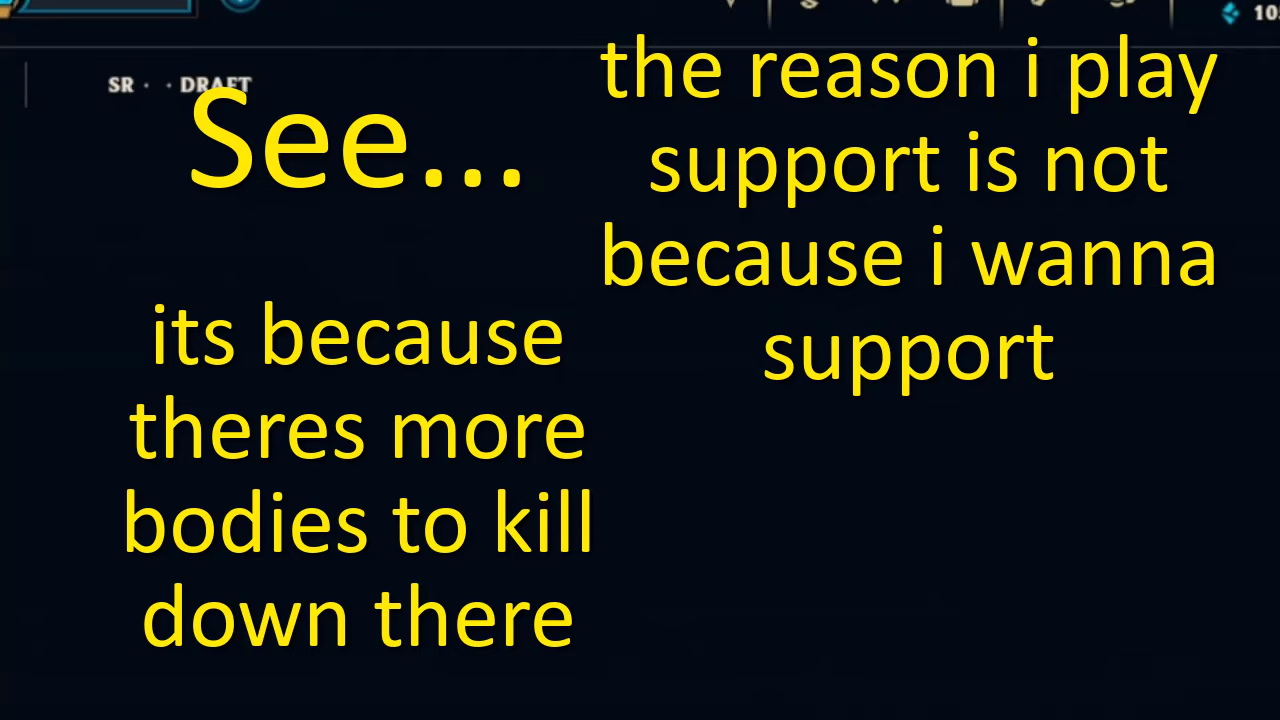 SR · · DRAFT
See...
the reason i play
support is not
because i wanna
support
its because
theres more
bodies to kill
down there